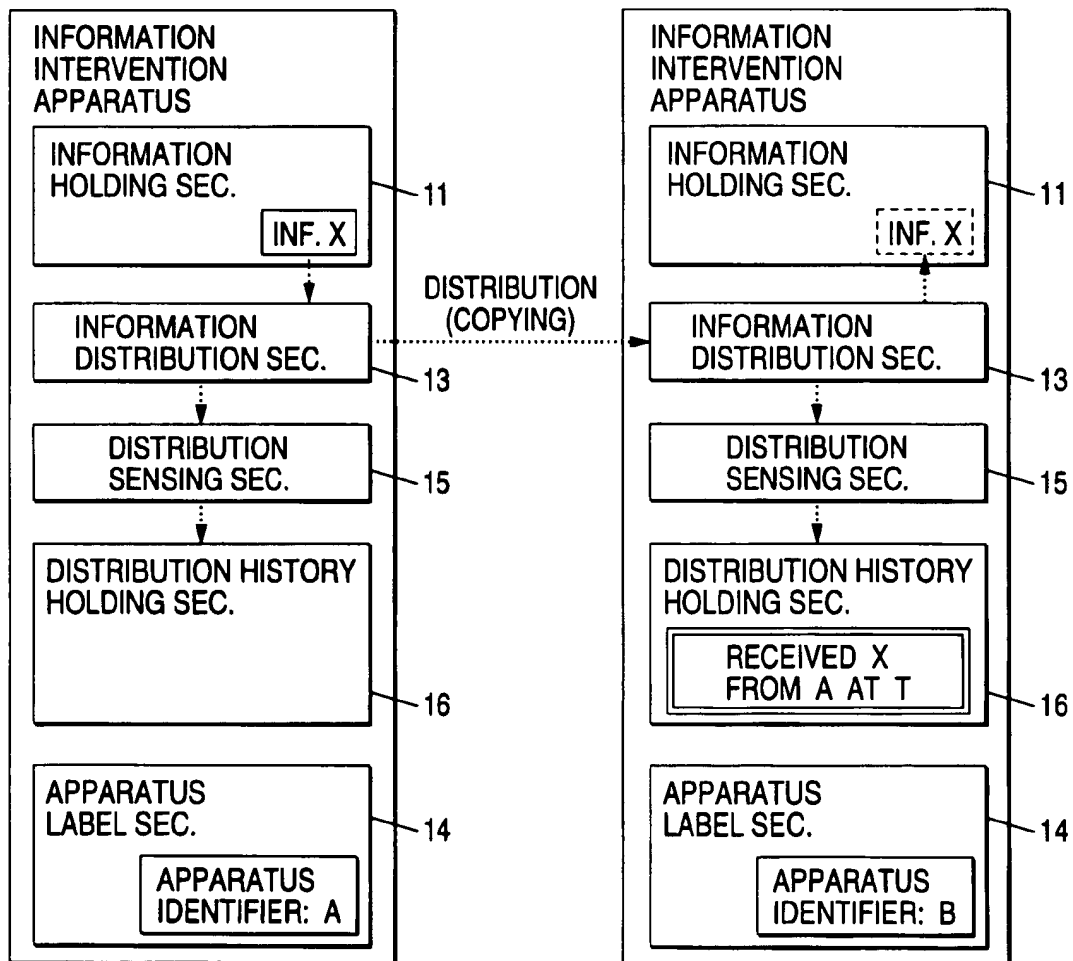 INFORMATION
INTERVENTION
APPARATUS
INFORMATION
HOLDING SEC.
11
INF. X
INFORMATION
DISTRIBUTION SEC.
13
DISTRIBUTION
SENSING SEC.
15
DISTRIBUTION HISTORY
HOLDING SEC.
16
APPARATUS
LABEL SEC.
14
APPARATUS
IDENTIFIER: A
DISTRIBUTION
(COPYING)
INFORMATION
INTERVENTION
APPARATUS
INFORMATION
HOLDING SEC.
11
INF. X
INFORMATION
DISTRIBUTION SEC.
13
DISTRIBUTION
SENSING SEC.
15
DISTRIBUTION HISTORY
HOLDING SEC.
RECEIVED X
FROM A AT T
16
APPARATUS
LABEL SEC.
14
APPARATUS
IDENTIFIER: B